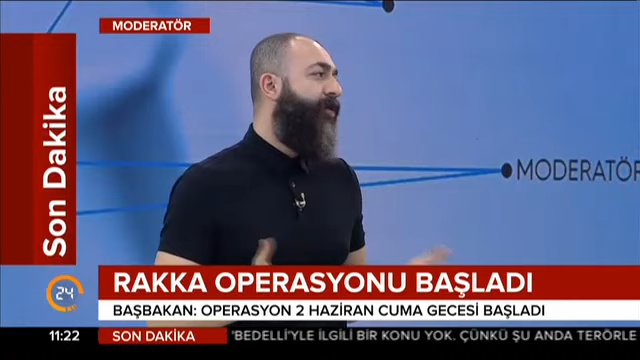 MODERATÖR
Son Dakika
MODERATÖR
24
RAKKA OPERASYONU BAŞLADI
BAŞBAKAN: OPERASYON 2 HAZİRAN CUMA GECESİ BAŞLADI
11:22
SON DAKİKA
'BEDELLİ'YLE İLGİLİ BİR KONU YOK. ÇÜNKÜ ŞU ANDA TERÖRLE